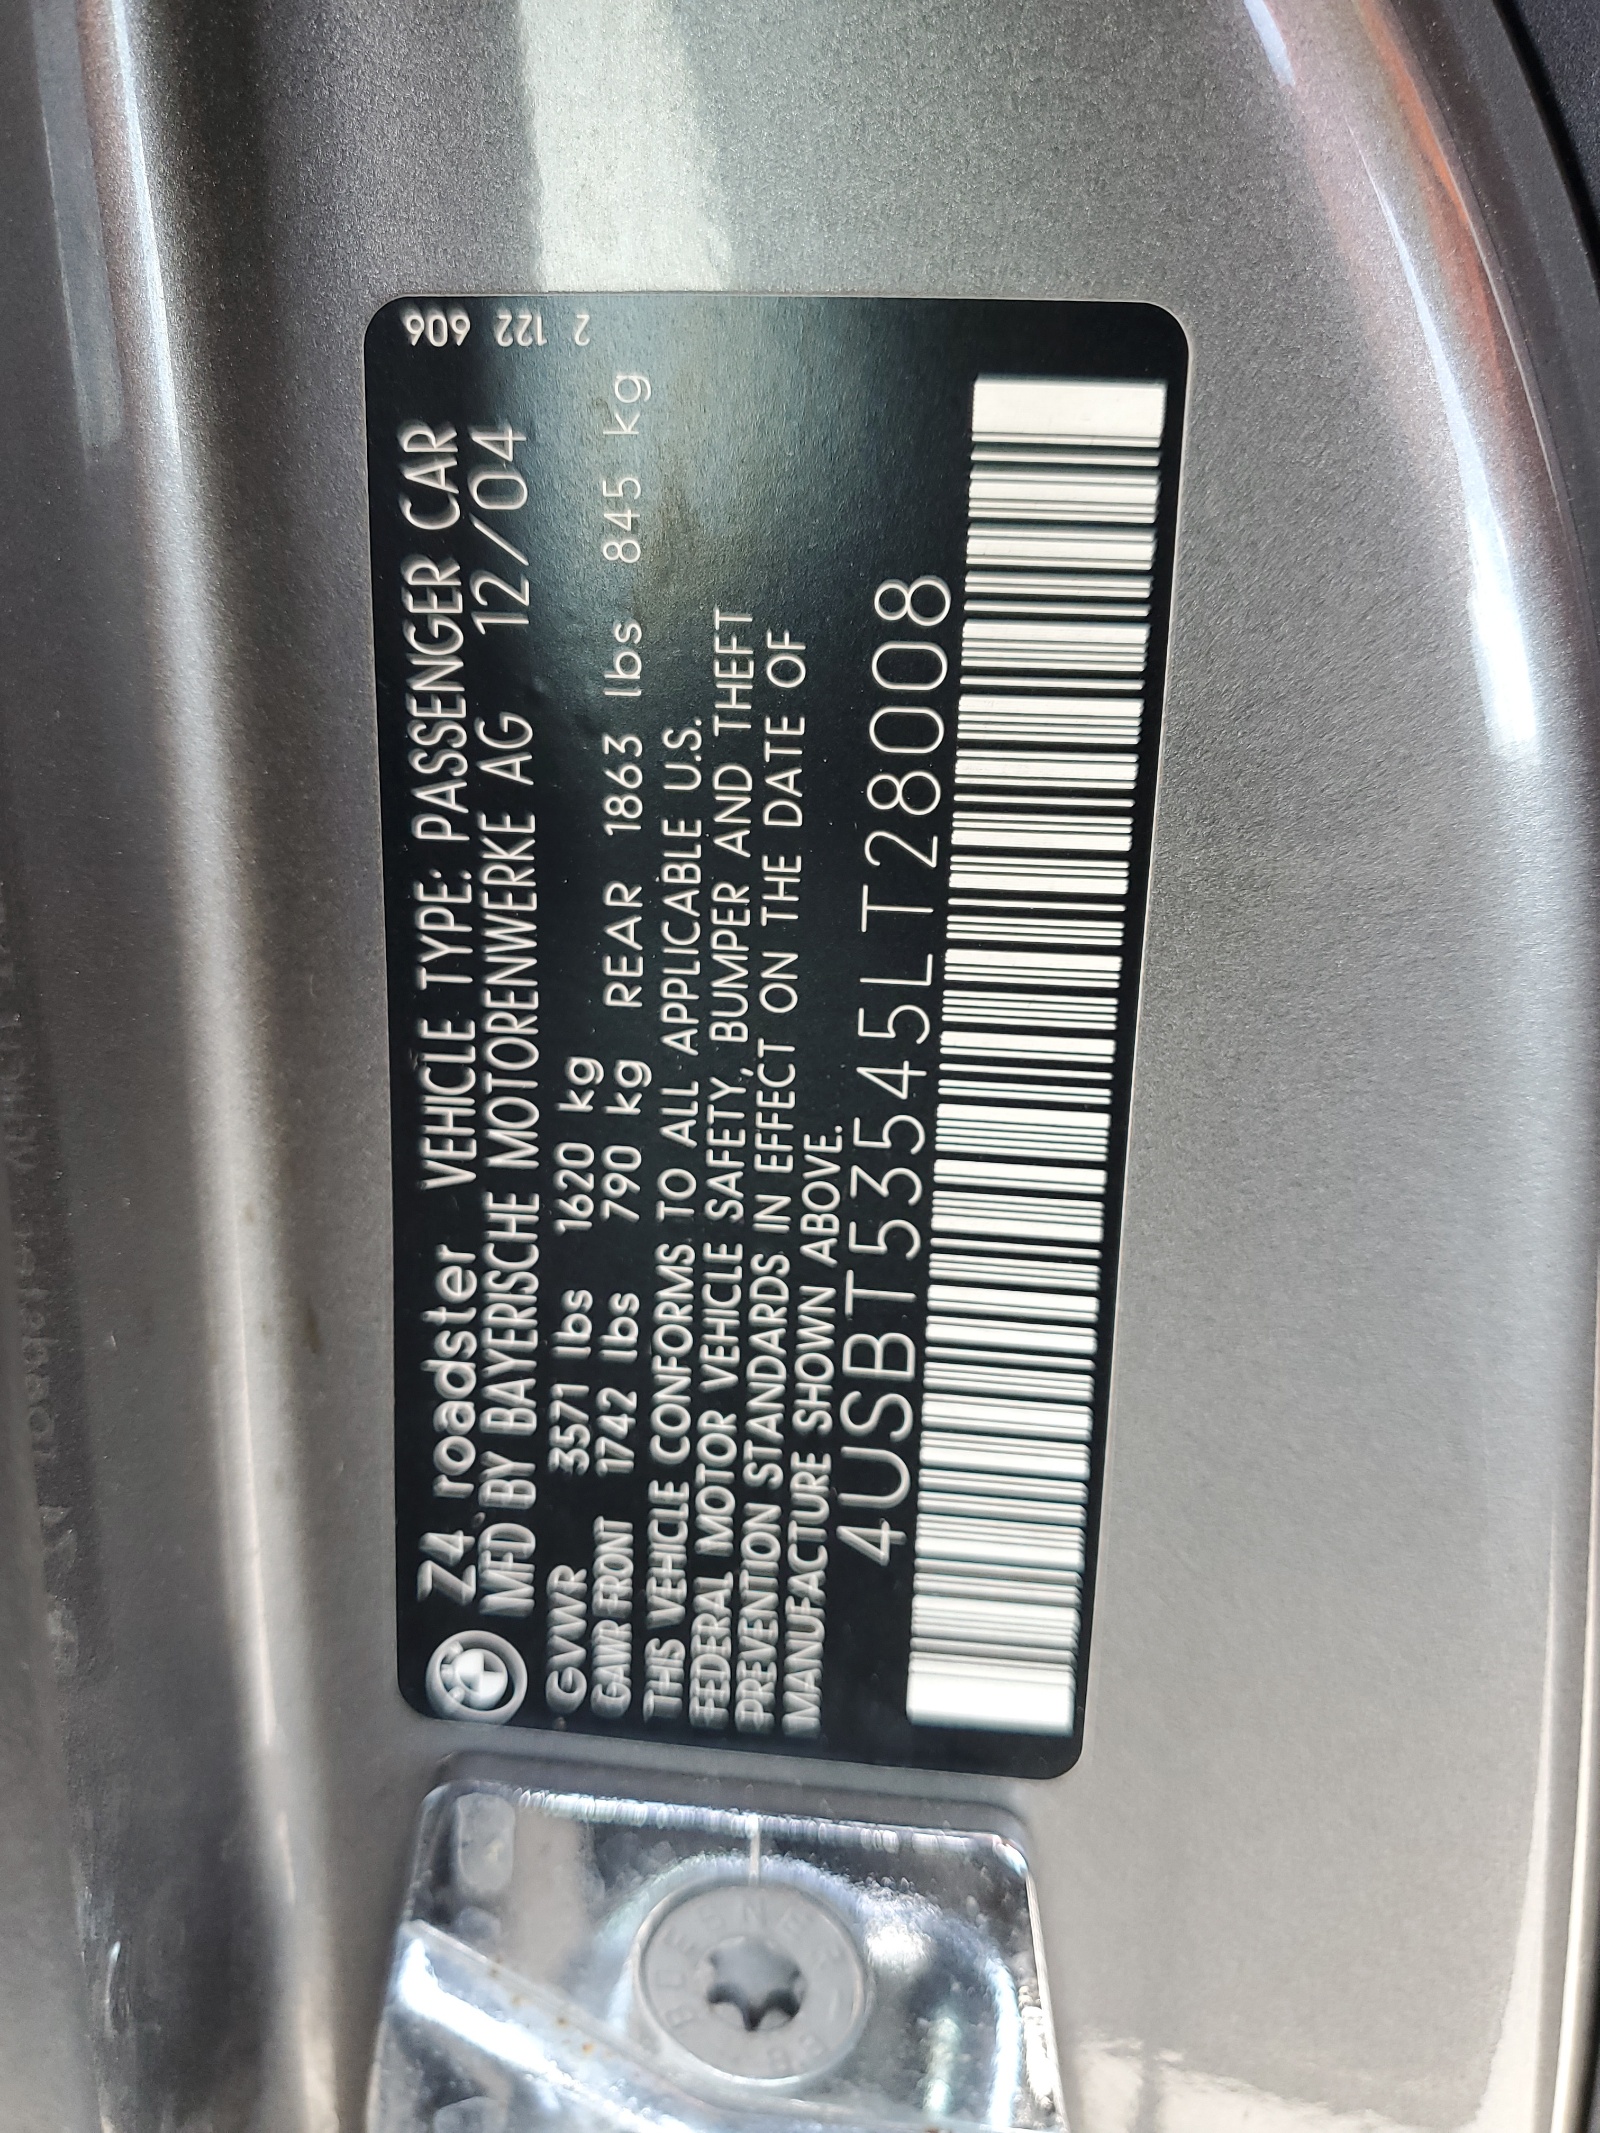 Z4 roadster VEHICLE TYPE: PASSENGER CAR
MFD BY BAYERISCHE MOTORENWERKE AG 12/04
GVWR 3571 lbs 1620 kg
GAWR FRONT 1742 lbs 790 kg REAR 1863 lbs 845 kg
THIS VEHICLE CONFORMS TO ALL APPLICABLE U.S.
FEDERAL MOTOR VEHICLE SAFETY, BUMPER AND THEFT
PREVENTION STANDARDS IN EFFECT ON THE DATE OF
MANUFACTURE SHOWN ABOVE.
4USBT53545LT28008
2 122 606